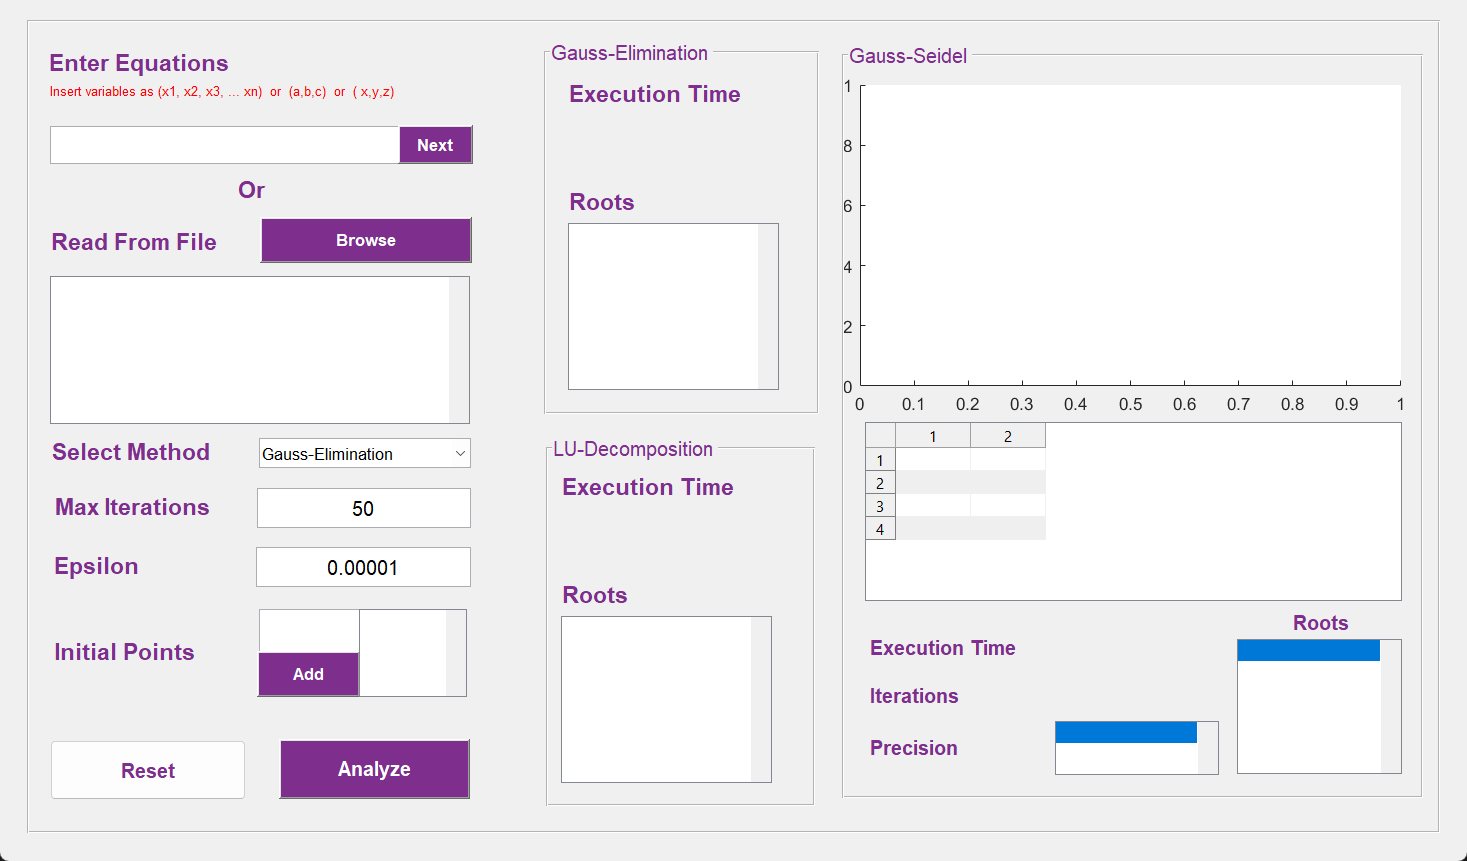 Enter Equations
Insert variables as (x1, x2, x3, ... xn) or (a,b,c) or ( x,y,z)
Next
Or
Read From File
Browse
Select Method
Gauss-Elimination
Max Iterations
50
Epsilon
0.00001
Initial Points
Add
Reset
Analyze
Gauss-Elimination
Execution Time
Roots
LU-Decomposition
Execution Time
Roots
Gauss-Seidel
1
8
6
4
2
0
0 0.1 0.2 0.3 0.4 0.5 0.6 0.7 0.8 0.9 1
1 2
1
2
3
4
Roots
Execution Time
Iterations
Precision